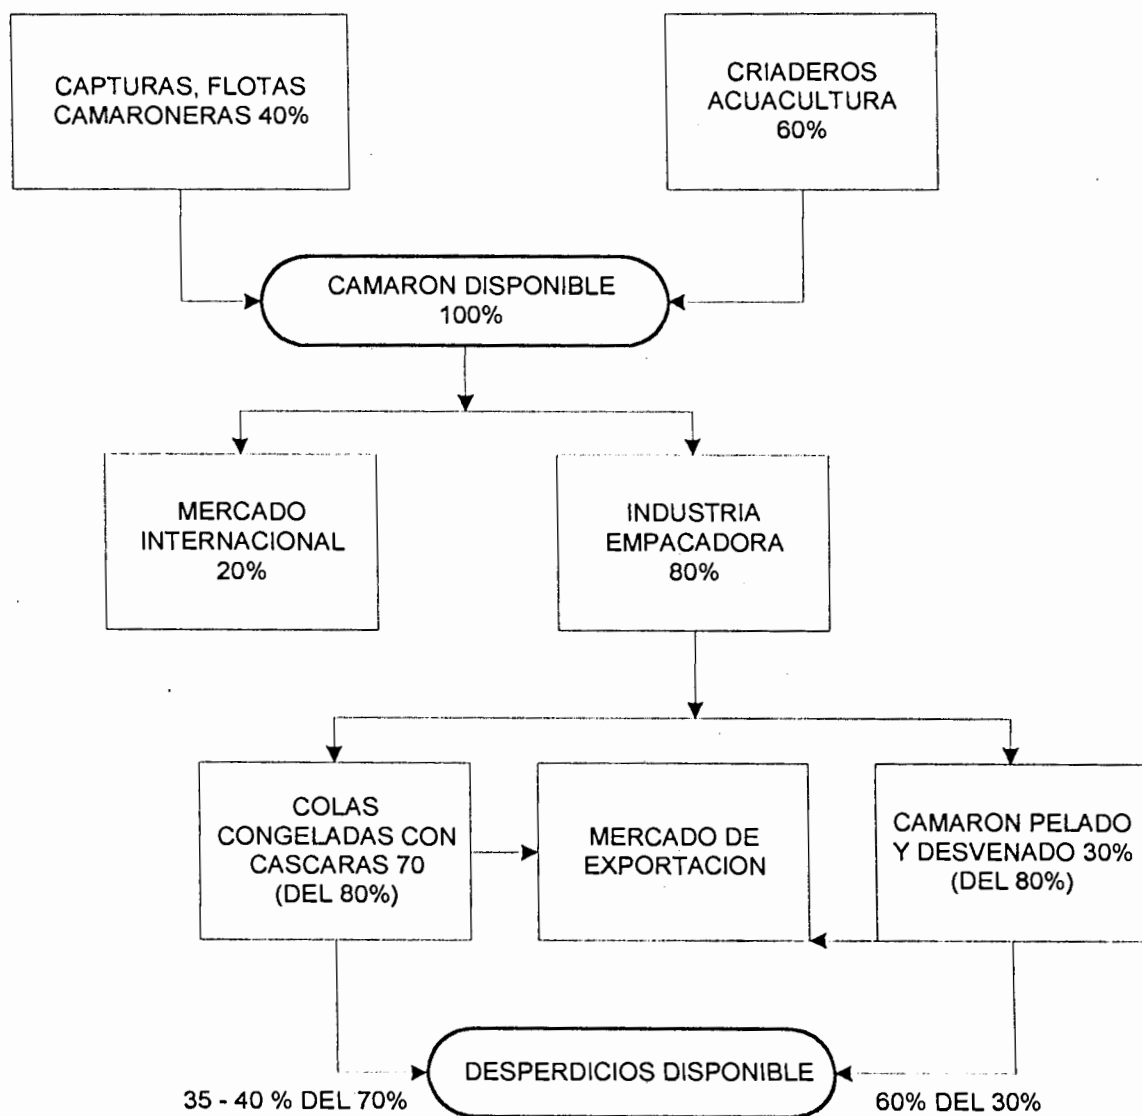 CAPTURAS, FLOTAS
CAMARONERAS 40%
CRIADEROS
ACUACULTURA
60%
CAMARON DISPONIBLE
100%
MERCADO
INTERNACIONAL
20%
INDUSTRIA
EMPACADORA
80%
COLAS
CONGELADAS CON
CASCARAS 70
(DEL 80%)
MERCADO DE
EXPORTACION
CAMARON PELADO
Y DESVENADO 30%
(DEL 80%)
DESPERDICIOS DISPONIBLE
35 - 40 % DEL 70%
60% DEL 30%